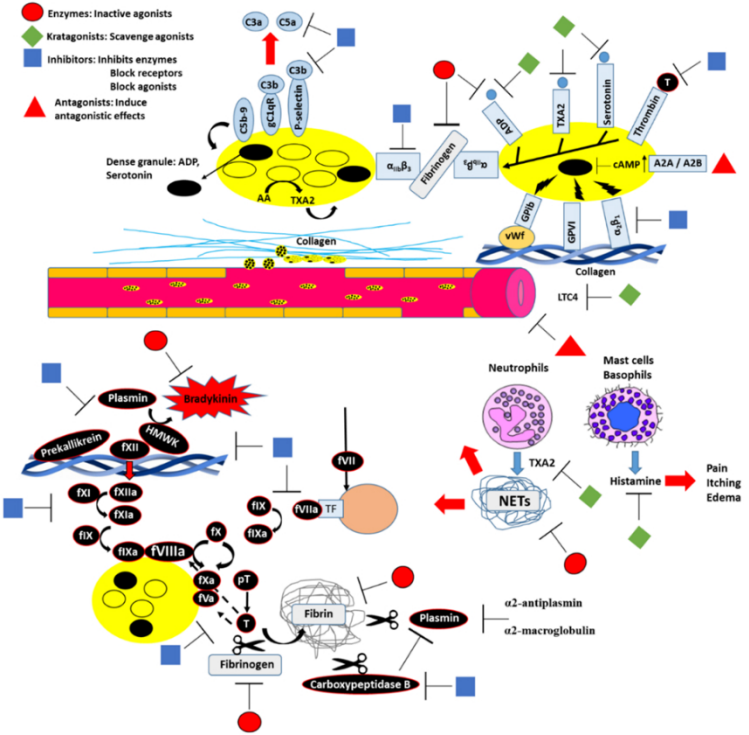 Enzymes: Inactive agonists
Kratagonists: Scavenge agonists
Inhibitors: Inhibits enzymes
Block receptors
Block agonists
Antagonists: Induce
antagonistic effects
C3a
C5a
C3b
C3b
C5b-9
gC1qR
P-selectin
Dense granule: ADP,
Serotonin
AA
TXA2
αIIbβ3
Fibrinogen
αIIbβ3
ADP
TXA2
Serotonin
T
Thrombin
cAMP
A2A / A2B
GPib
GPVI
α2β1
vWf
Collagen
Collagen
LTC4
Plasmin
Bradykinin
Prekallikrein
fXII
HMWK
fXI
fXIIa
fXIa
fIX
fIXa
fVIIIa
fX
fIX
fIXa
fVII
fVIIa
TF
fXa
fVa
pT
T
Fibrinogen
Fibrin
Plasmin
α2-antiplasmin
α2-macroglobulin
Carboxypeptidase B
Neutrophils
Mast cells
Basophils
TXA2
NETs
Histamine
Pain
Itching
Edema